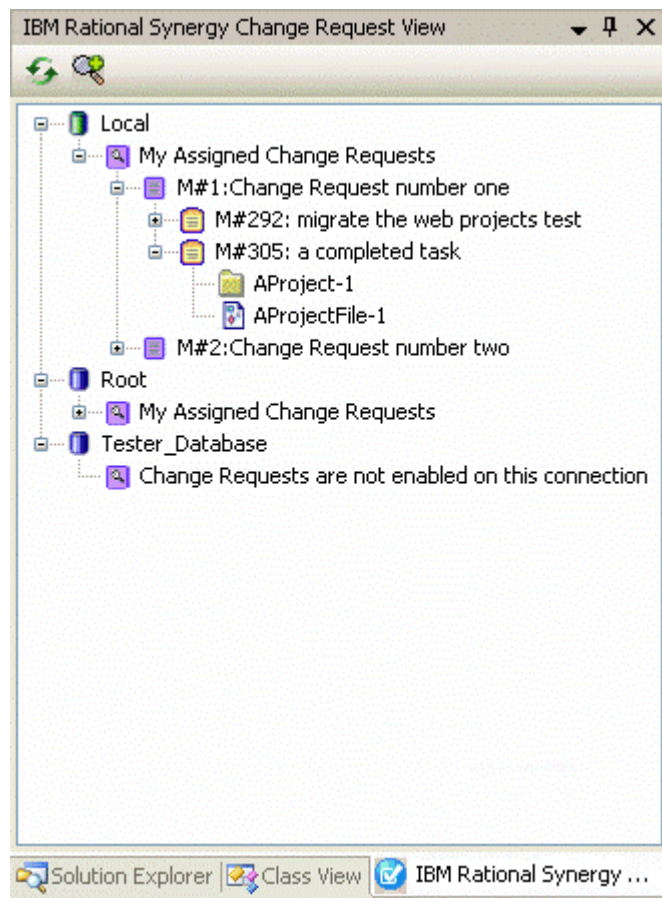 IBM Rational Synergy Change Request View
Local
My Assigned Change Requests
M#1:Change Request number one
M#292: migrate the web projects test
M#305: a completed task
AProject-1
AProjectFile-1
M#2:Change Request number two
Root
My Assigned Change Requests
Tester_Database
Change Requests are not enabled on this connection
Solution Explorer Class View IBM Rational Synergy ...